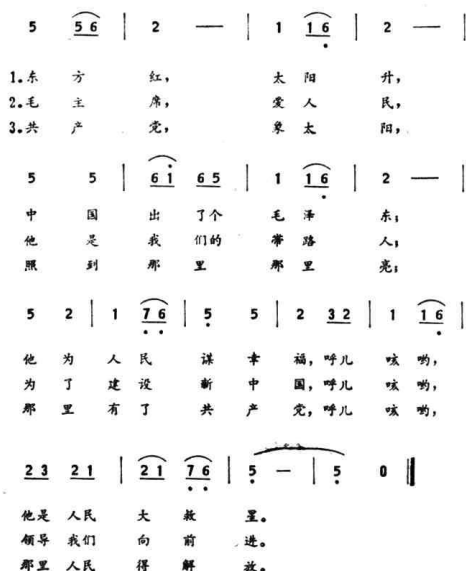 5 56 | 2 — | 1 16 | 2 — |
1.东 方 红， 太 阳 升，
2.毛 主 席， 爱 人 民，
3.共 产 党， 象 太 阳，
5 5 | 61 65 | 1 16 | 2 — |
中 国 出 了个 毛 泽 东；
他 是 我 们的 带 路 人；
照 到 那 里 那 里 亮；
5 2 | 1 76 | 5 5 | 2 32 | 1 16 |
他 为 人 民 谋 幸 福，呼儿 咳 哟，
为 了 建 设 新 中 国，呼儿 咳 哟，
那 里 有 了 共 产 党，呼儿 咳 哟，
23 21 | 21 76 | 5 — | 5 0 ‖
他是 人民 大 救 星。
领导 我们 向 前 进。
那里 人民 得 解 放。